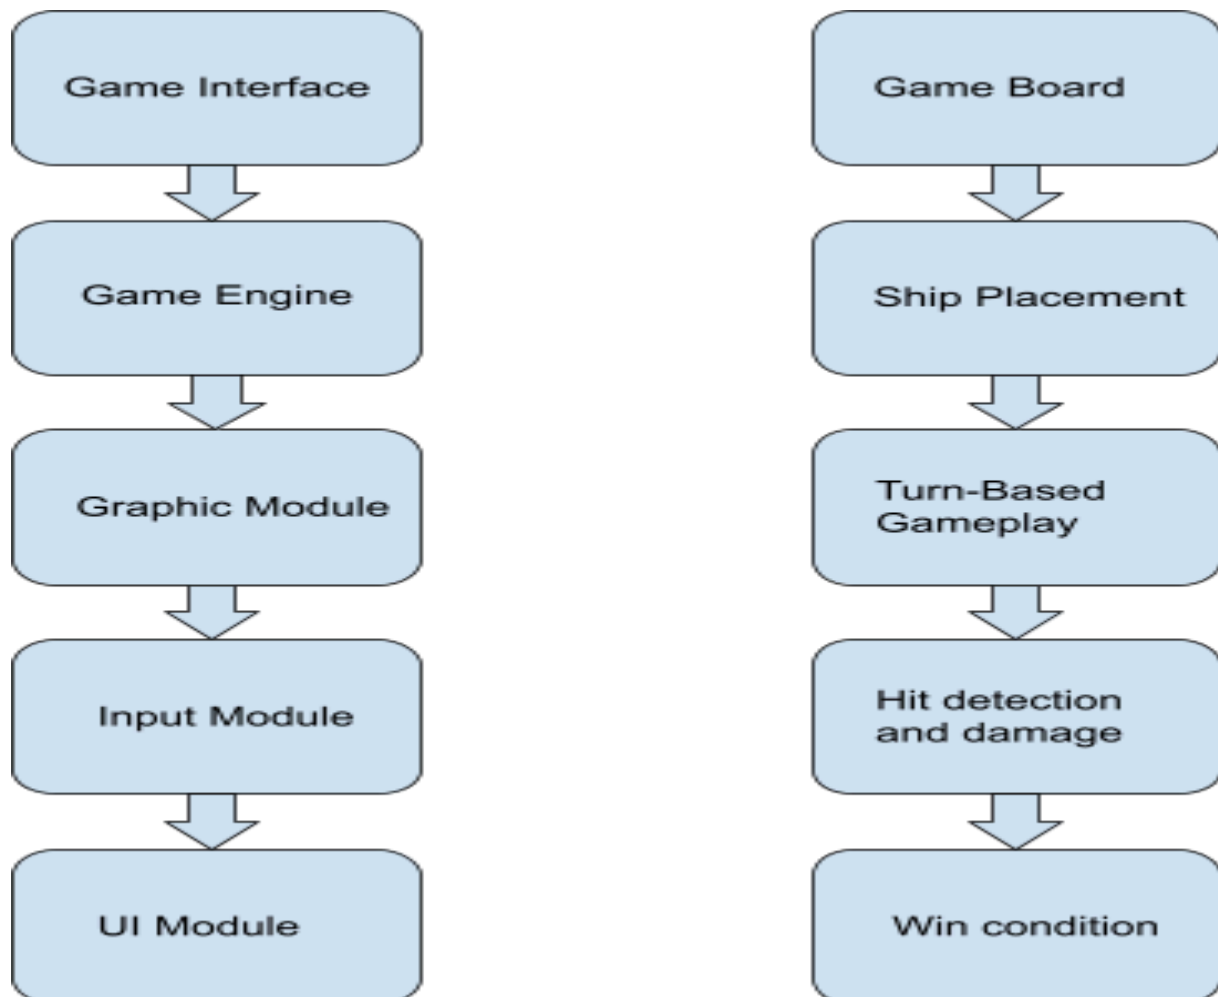 Game Interface
Game Engine
Graphic Module
Input Module
UI Module
Game Board
Ship Placement
Turn-Based
Gameplay
Hit detection
and damage
Win condition